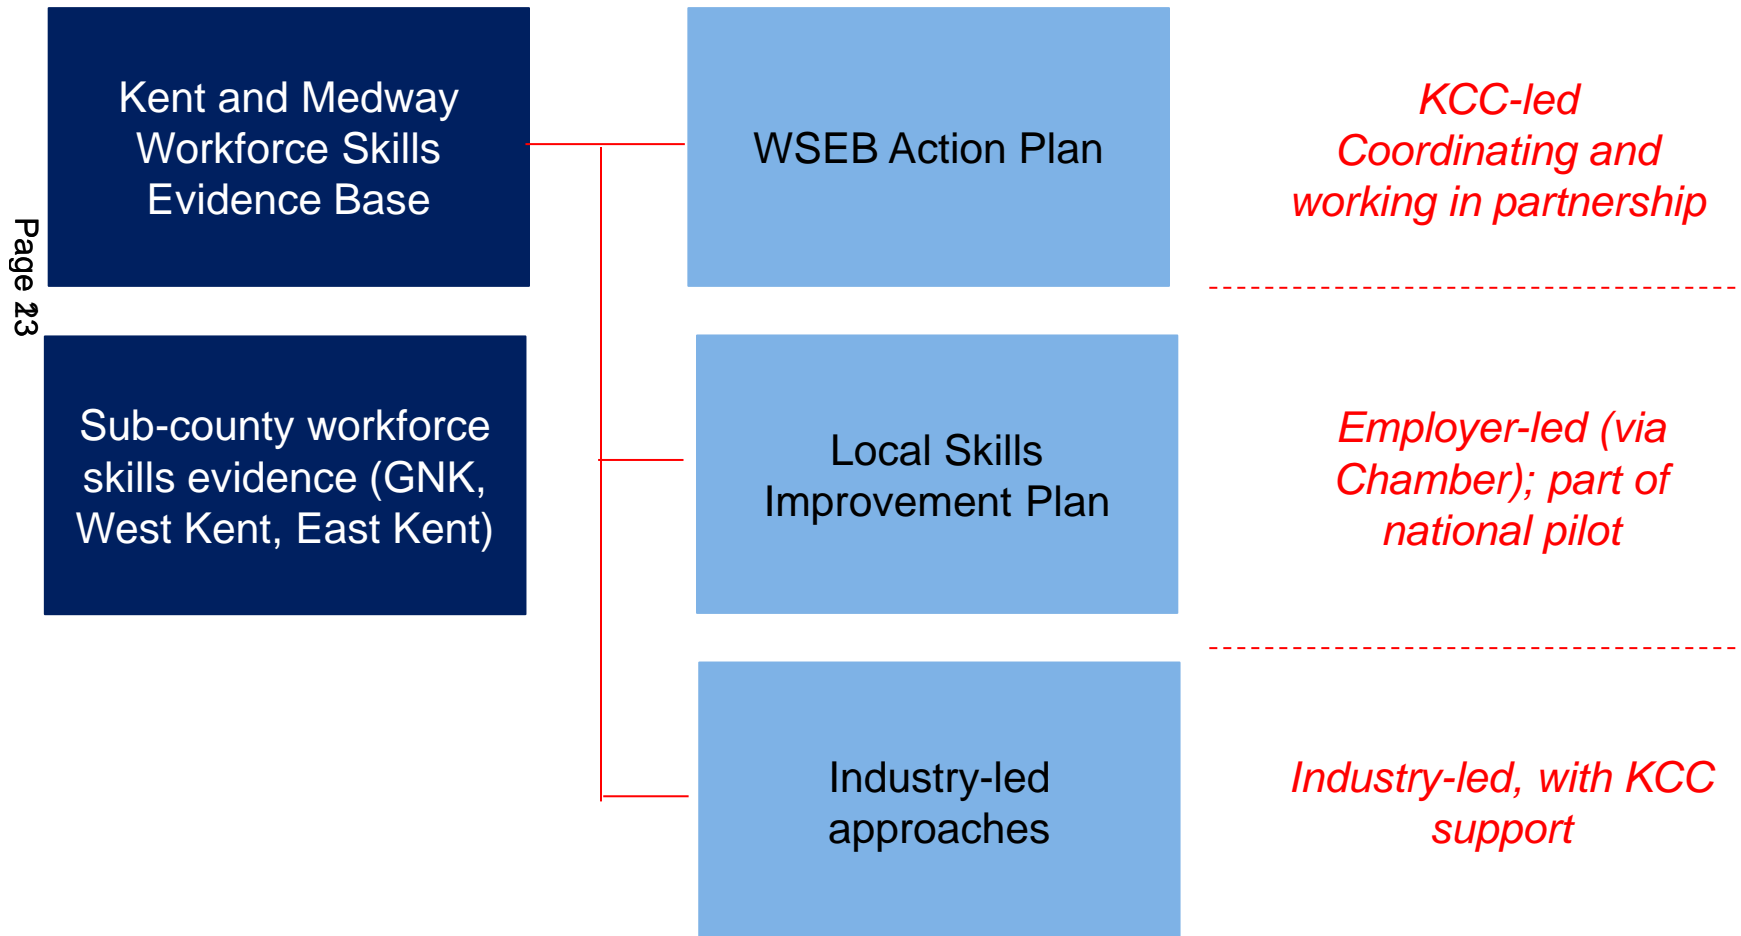 Kent and Medway
Workforce Skills
Evidence Base
WSEB Action Plan
KCC-led
Coordinating and
working in partnership
Page
Sub-county workforce
skills evidence (GNK,
West Kent, East Kent)
Local Skills
Improvement Plan
Employer-led (via
Chamber); part of
national pilot
Industry-led
approaches
Industry-led, with KCC
support